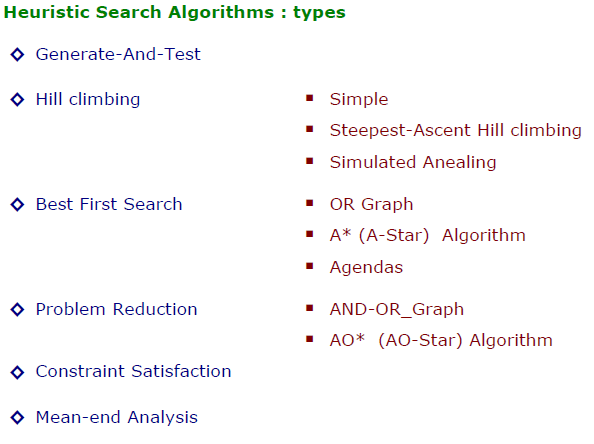 Heuristic Search Algorithms : types
Generate-And-Test
Hill climbing
Simple
Steepest-Ascent Hill climbing
Simulated Anealing
Best First Search
OR Graph
A* (A-Star) Algorithm
Agendas
Problem Reduction
AND-OR_Graph
AO* (AO-Star) Algorithm
Constraint Satisfaction
Mean-end Analysis